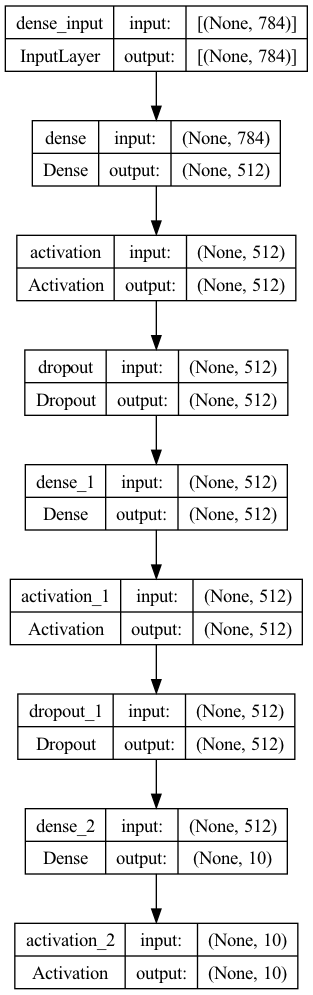 dense_input input: [(None, 784)]
InputLayer output: [(None, 784)]
dense input: (None, 784)
Dense output: (None, 512)
activation input: (None, 512)
Activation output: (None, 512)
dropout input: (None, 512)
Dropout output: (None, 512)
dense_1 input: (None, 512)
Dense output: (None, 512)
activation_1 input: (None, 512)
Activation output: (None, 512)
dropout_1 input: (None, 512)
Dropout output: (None, 512)
dense_2 input: (None, 512)
Dense output: (None, 10)
activation_2 input: (None, 10)
Activation output: (None, 10)